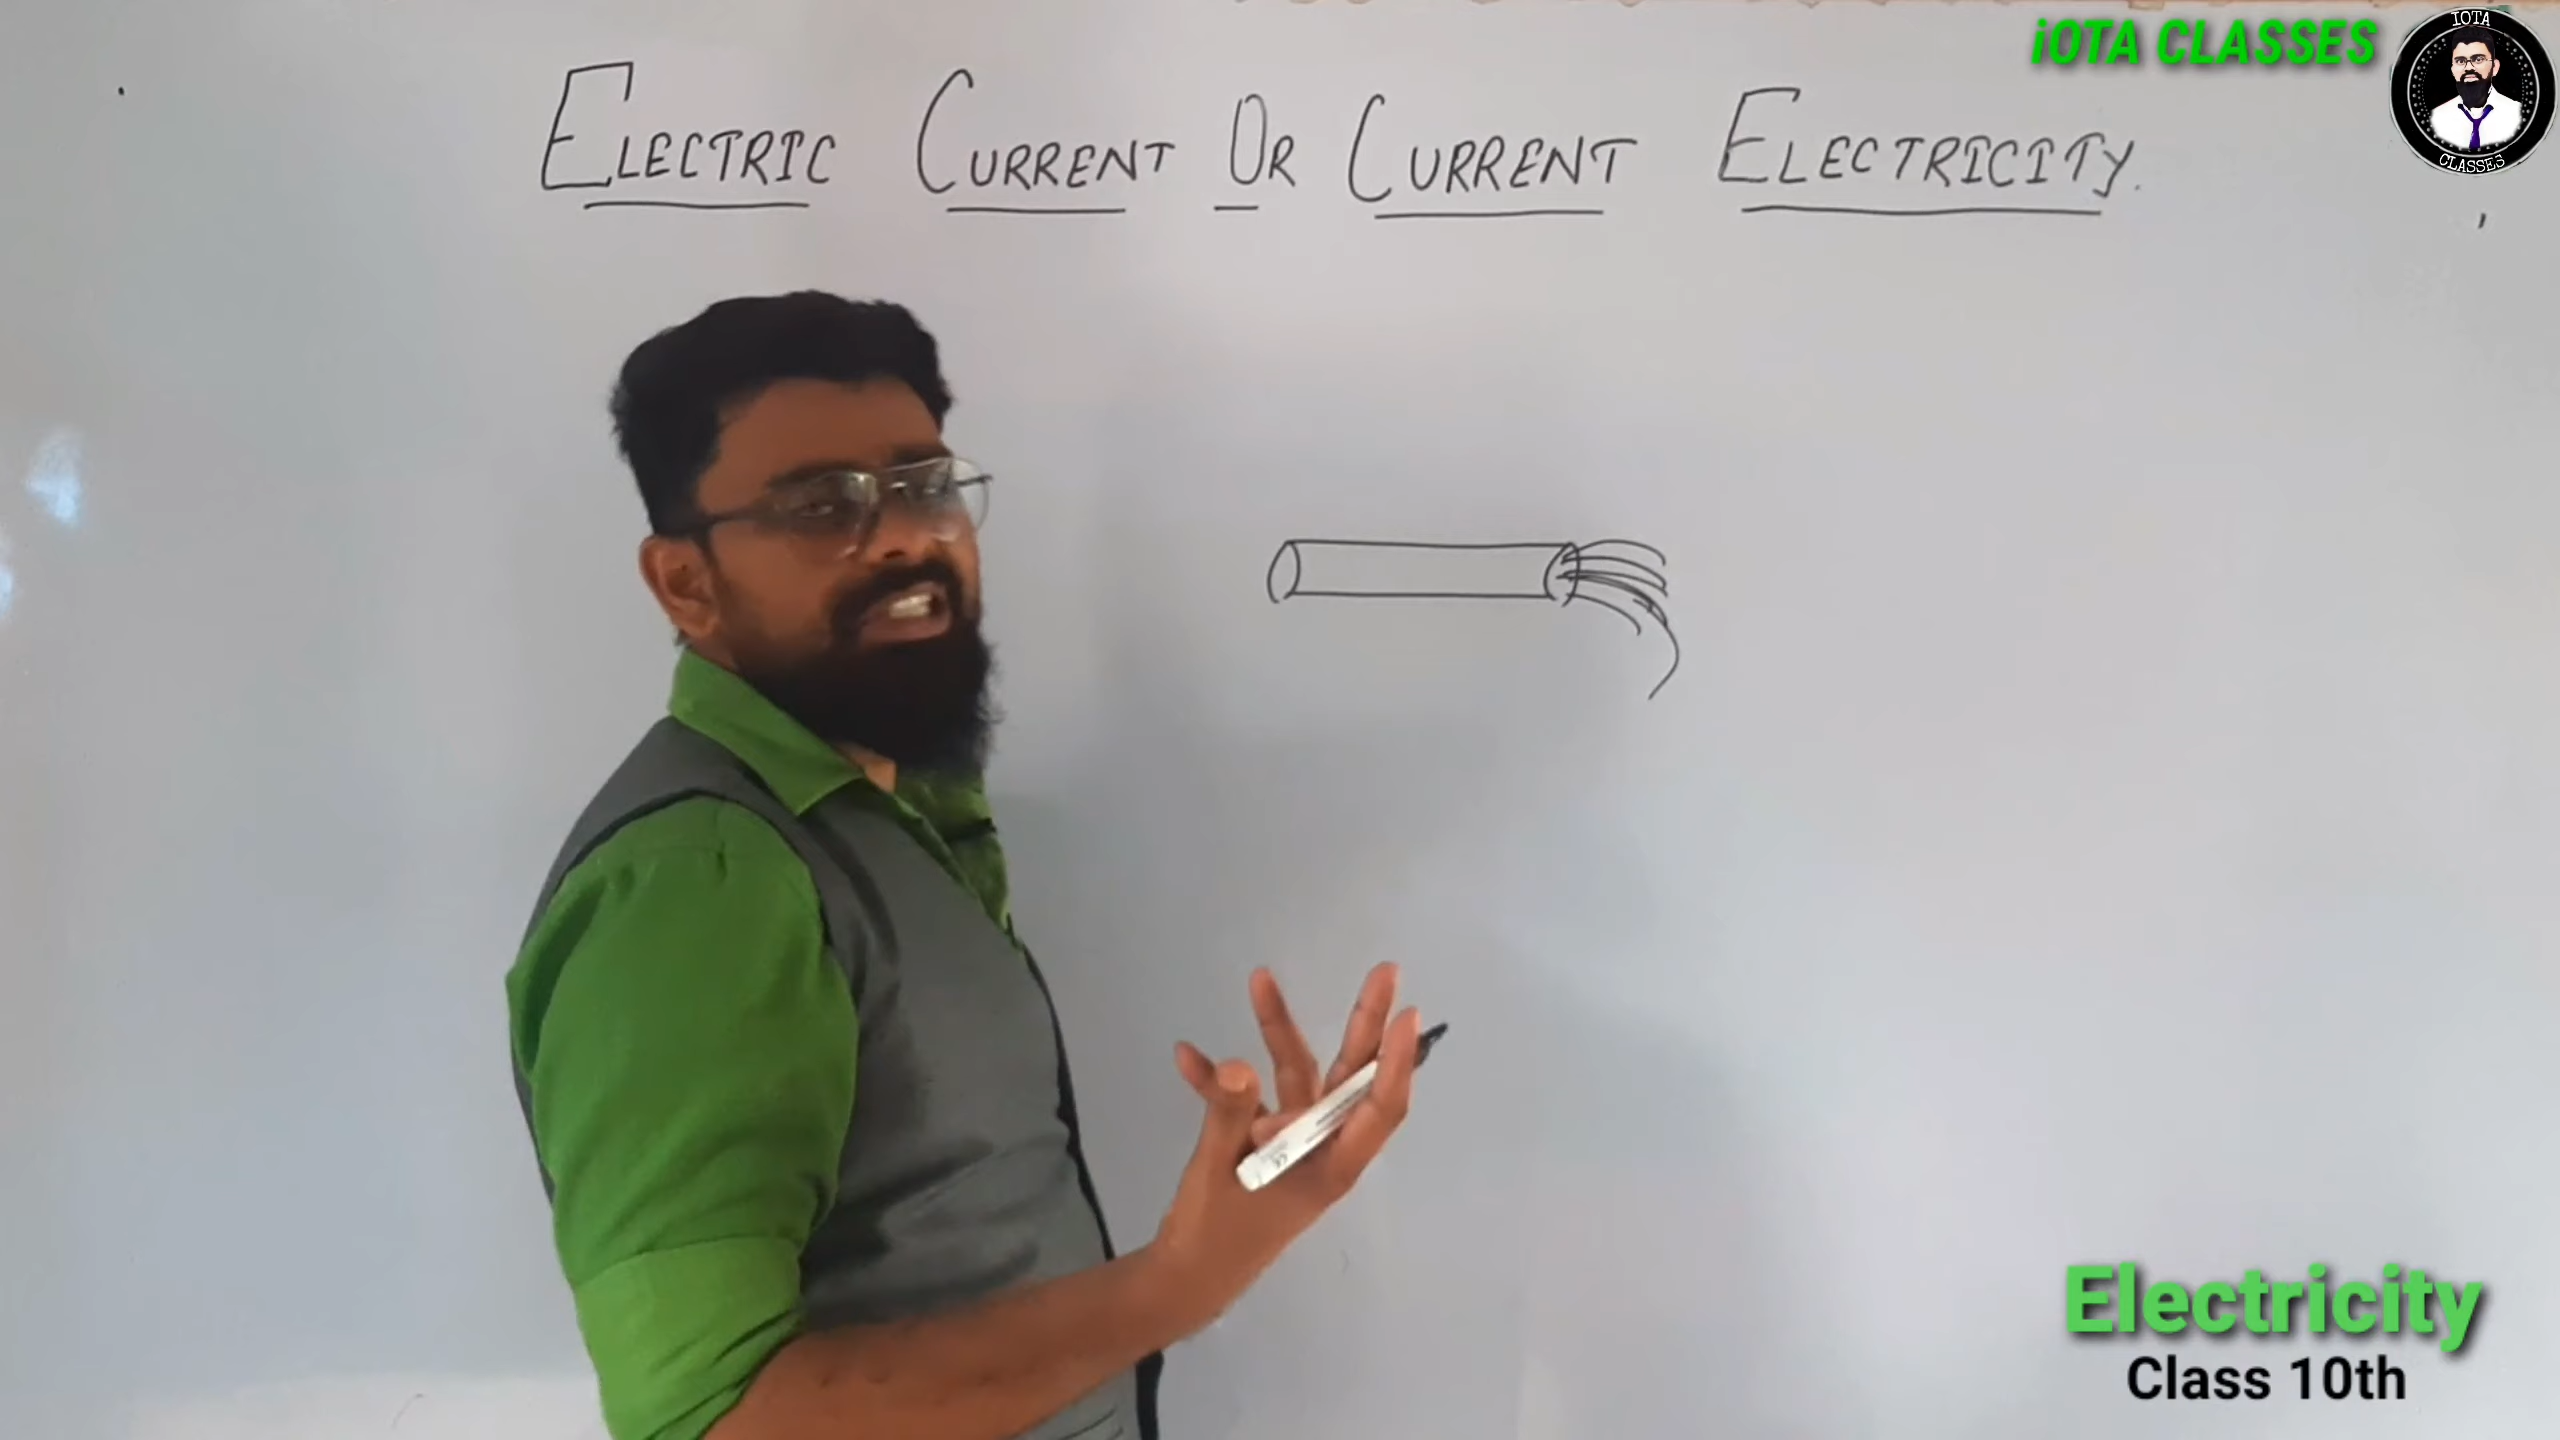 iOTA CLASSES
IOTA
CLASSES
ELECTRIC CURRENT OR CURRENT ELECTRICITY.
Electricity
Class 10th